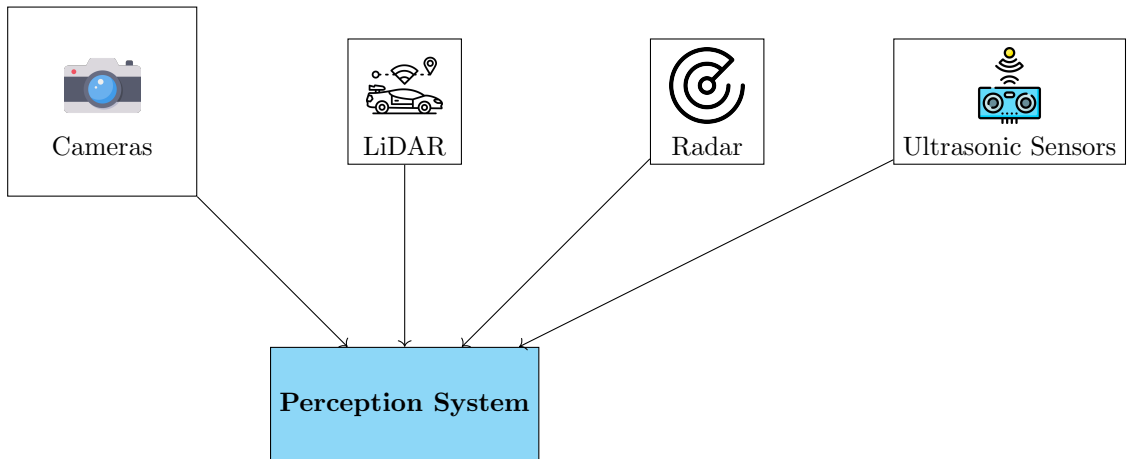 Cameras
LiDAR
Radar
Ultrasonic Sensors
Perception System